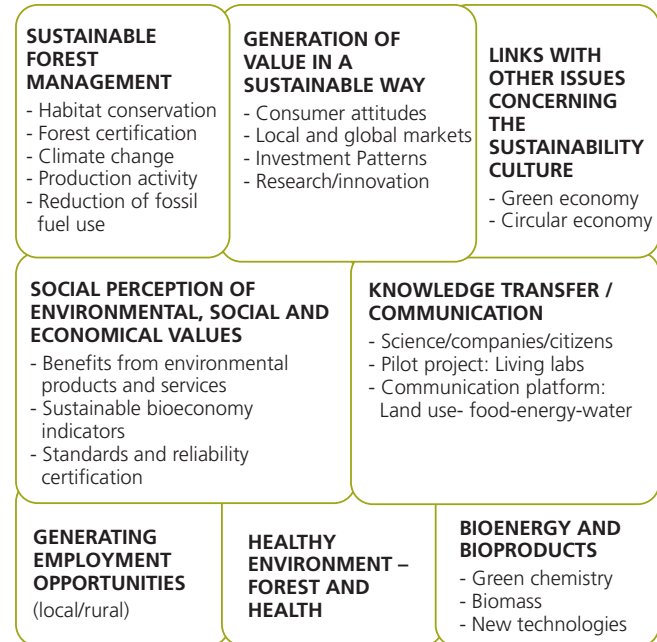 SUSTAINABLE
FOREST
MANAGEMENT
- Habitat conservation
- Forest certification
- Climate change
- Production activity
- Reduction of fossil
fuel use
GENERATION OF
VALUE IN A
SUSTAINABLE WAY
- Consumer attitudes
- Local and global markets
- Investment Patterns
- Research/innovation
LINKS WITH
OTHER ISSUES
CONCERNING
THE
SUSTAINABILITY
CULTURE
- Green economy
- Circular economy
SOCIAL PERCEPTION OF
ENVIRONMENTAL, SOCIAL AND
ECONOMICAL VALUES
- Benefits from environmental
products and services
- Sustainable bioeconomy
indicators
- Standards and reliability
certification
KNOWLEDGE TRANSFER /
COMMUNICATION
- Science/companies/citizens
- Pilot project: Living labs
- Communication platform:
Land use- food-energy-water
GENERATING
EMPLOYMENT
OPPORTUNITIES
(local/rural)
HEALTHY
ENVIRONMENT –
FOREST AND
HEALTH
BIOENERGY AND
BIOPRODUCTS
- Green chemistry
- Biomass
- New technologies